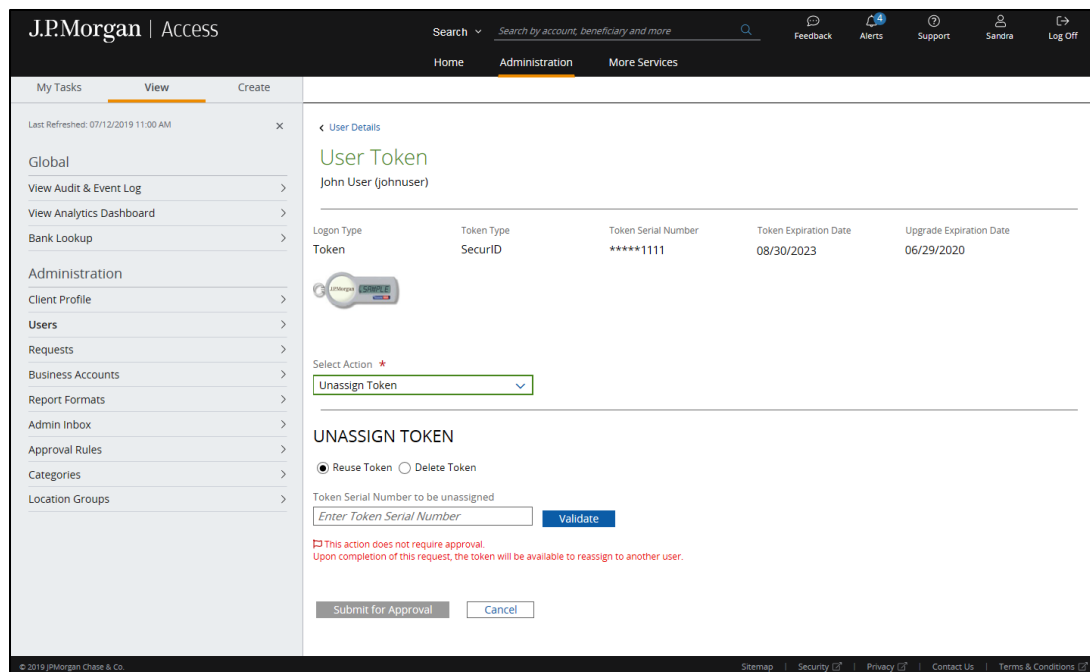 J.P.Morgan | Access
Search
Search by account, beneficiary and more
Feedback
4
Alerts
Support
Sandra
Log Off
Home Administration More Services
My Tasks View Create
Last Refreshed: 07/12/2019 11:00 AM
Global
View Audit & Event Log
View Analytics Dashboard
Bank Lookup
Administration
Client Profile
Users
Requests
Business Accounts
Report Formats
Admin Inbox
Approval Rules
Categories
Location Groups
User Details
User Token
John User (johnuser)
Logon Type Token Type Token Serial Number Token Expiration Date Upgrade Expiration Date
Token SecurID *****1111 08/30/2023 06/29/2020
J.P.Morgan
SAMPLE
Select Action *
Unassign Token
UNASSIGN TOKEN
Reuse Token Delete Token
Token Serial Number to be unassigned
Enter Token Serial Number Validate
This action does not require approval.
Upon completion of this request, the token will be available to reassign to another user.
Submit for Approval Cancel
© 2019 JPMorgan Chase & Co. Sitemap | Security | Privacy | Contact Us | Terms & Conditions